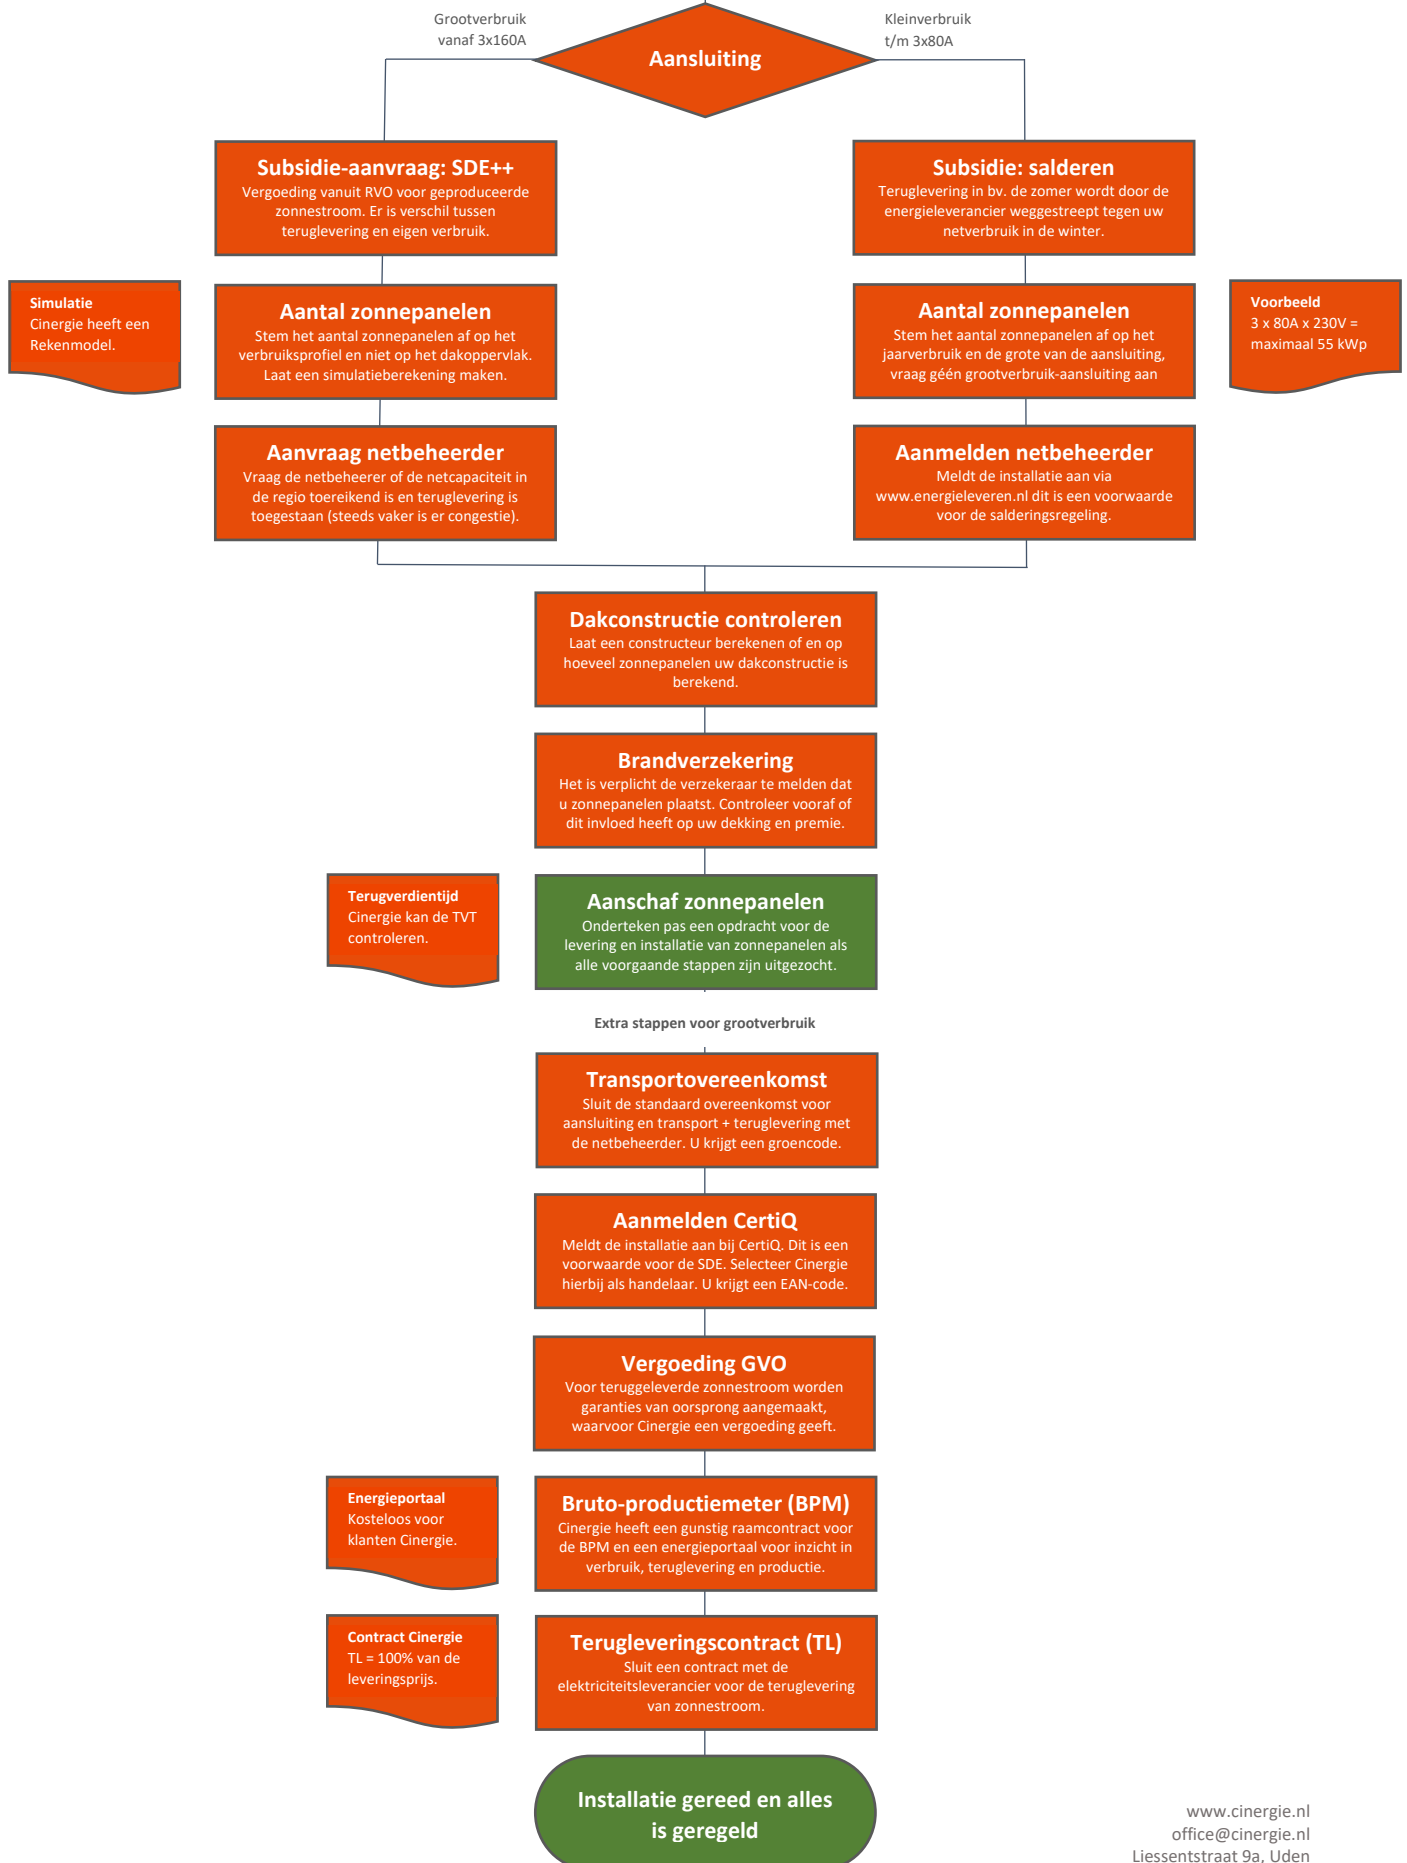 Grootverbruik
vanaf 3x160A
Kleinverbruik
t/m 3x80A
Aansluiting
Subsidie-aanvraag: SDE++
Vergoeding vanuit RVO voor geproduceerde
zonnestroom. Er is verschil tussen
teruglevering en eigen verbruik.
Subsidie: salderen
Teruglevering in bv. de zomer wordt door de
energieleverancier weggestreept tegen uw
netverbruik in de winter.
Simulatie
Cinergie heeft een
Rekenmodel.
Aantal zonnepanelen
Stem het aantal zonnepanelen af op het
verbruiksprofiel en niet op het dakoppervlak.
Laat een simulatieberekening maken.
Aantal zonnepanelen
Stem het aantal zonnepanelen af op het
jaarverbruik en de grote van de aansluiting,
vraag géén grootverbruik-aansluiting aan
Voorbeeld
3 x 80A x 230V =
maximaal 55 kWp
Aanvraag netbeheerder
Vraag de netbeheerer of de netcapaciteit in
de regio toereikend is en teruglevering is
toegestaan (steeds vaker is er congestie).
Aanmelden netbeheerder
Meldt de installatie aan via
www.energieleveren.nl dit is een voorwaarde
voor de salderingsregeling.
Dakconstructie controleren
Laat een constructeur berekenen of en op
hoeveel zonnepanelen uw dakconstructie is
berekend.
Brandverzekering
Het is verplicht de verzekeraar te melden dat
u zonnepanelen plaatst. Controleer vooraf of
dit invloed heeft op uw dekking en premie.
Terugverdientijd
Cinergie kan de TVT
controleren.
Aanschaf zonnepanelen
Onderteken pas een opdracht voor de
levering en installatie van zonnepanelen als
alle voorgaande stappen zijn uitgezocht.
Extra stappen voor grootverbruik
Transportovereenkomst
Sluit de standaard overeenkomst voor
aansluiting en transport + teruglevering met
de netbeheerder. U krijgt een groencode.
Aanmelden CertiQ
Meldt de installatie aan bij CertiQ. Dit is een
voorwaarde voor de SDE. Selecteer Cinergie
hierbij als handelaar. U krijgt een EAN-code.
Vergoeding GVO
Voor teruggeleverde zonnestroom worden
garanties van oorsprong aangemaakt,
waarvoor Cinergie een vergoeding geeft.
Energieportaal
Kosteloos voor
klanten Cinergie.
Bruto-productiemeter (BPM)
Cinergie heeft een gunstig raamcontract voor
de BPM en een energieportaal voor inzicht in
verbruik, teruglevering en productie.
Contract Cinergie
TL = 100% van de
leveringsprijs.
Terugleveringscontract (TL)
Sluit een contract met de
elektriciteitsleverancier voor de teruglevering
van zonnestroom.
Installatie gereed en alles
is geregeld
www.cinergie.nl
office@cinergie.nl
Liessentstraat 9a, Uden